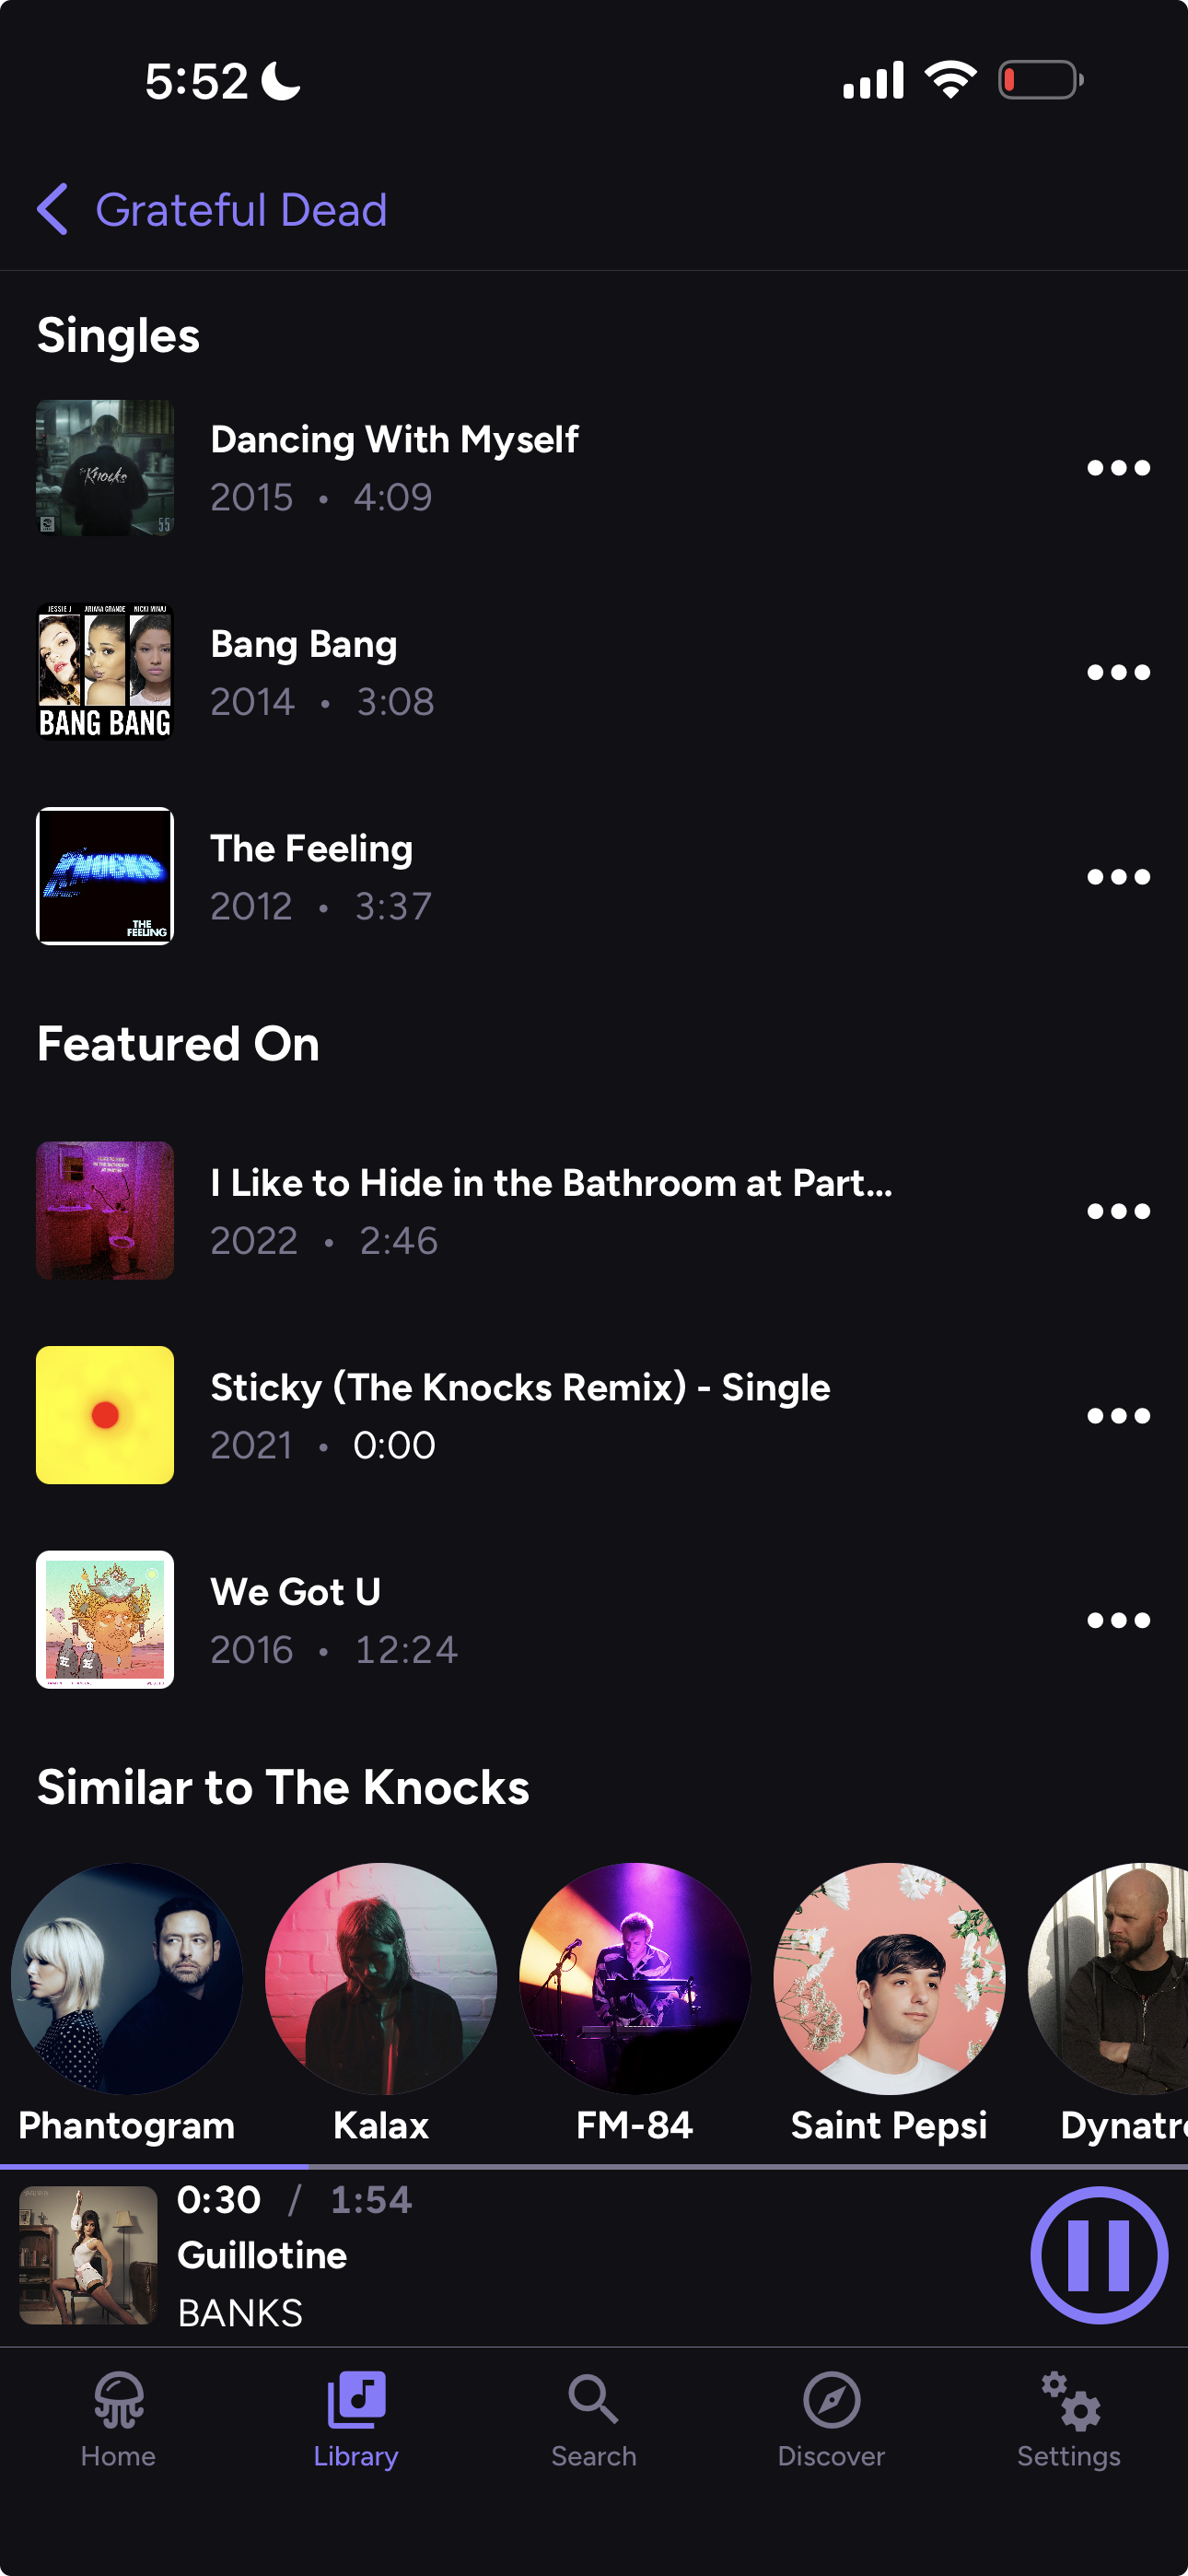 5:52
Grateful Dead
Singles
The Knocks
55
Dancing With Myself
2015 • 4:09
JESSIE J ARIANA GRANDE NICKI MINAJ
BANG BANG
Bang Bang
2014 • 3:08
KNOCKS
THE
FEELING
The Feeling
2012 • 3:37
Featured On
I Like to Hide in the Bathroom at Part...
2022 • 2:46
Sticky (The Knocks Remix) - Single
2021 • 0:00
We Got U
2016 • 12:24
Similar to The Knocks
Phantogram
Kalax
FM-84
Saint Pepsi
Dynatr
0:30 / 1:54
Guillotine
BANKS
Home
Library
Search
Discover
Settings